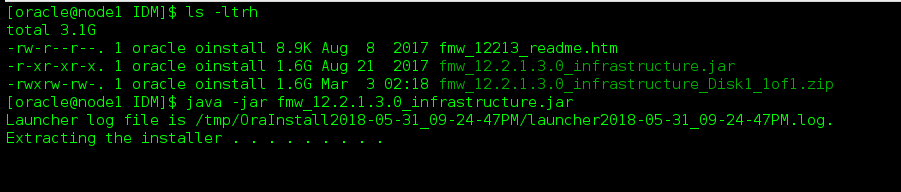 [oracle@node1 IDM]$ ls -ltrh
total 3.1G
-rw-r--r--. 1 oracle oinstall 8.9K Aug  8  2017 fmw_12213_readme.htm
-r-xr-xr-x. 1 oracle oinstall 1.6G Aug 21  2017 fmw_12.2.1.3.0_infrastructure.jar
-rwxrw-rw-. 1 oracle oinstall 1.6G Mar  3 02:18 fmw_12.2.1.3.0_infrastructure_Disk1_1of1.zip
[oracle@node1 IDM]$ java -jar fmw_12.2.1.3.0_infrastructure.jar
Launcher log file is /tmp/OraInstall2018-05-31_09-24-47PM/launcher2018-05-31_09-24-47PM.log.
Extracting the installer . . . . . . . . .